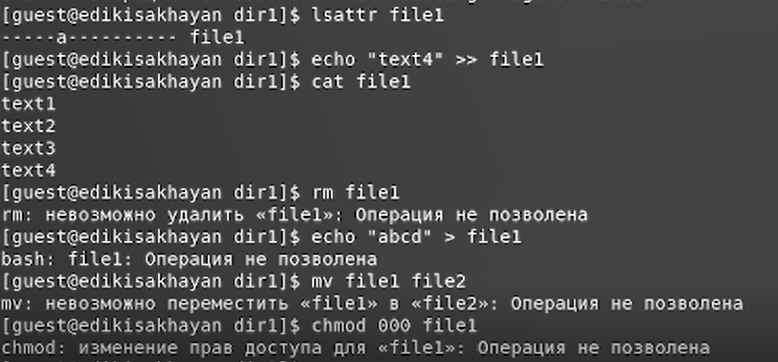 [guest@edikisakhayan dir1]$ lsattr file1
-----a---------- file1
[guest@edikisakhayan dir1]$ echo "text4" >> file1
[guest@edikisakhayan dir1]$ cat file1
text1
text2
text3
text4
[guest@edikisakhayan dir1]$ rm file1
rm: невозможно удалить «file1»: Операция не позволена
[guest@edikisakhayan dir1]$ echo "abcd" > file1
bash: file1: Операция не позволена
[guest@edikisakhayan dir1]$ mv file1 file2
mv: невозможно переместить «file1» в «file2»: Операция не позволена
[guest@edikisakhayan dir1]$ chmod 000 file1
chmod: изменение прав доступа для «file1»: Операция не позволена